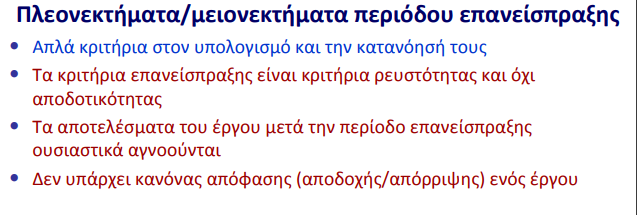 Πλεονεκτήματα/μειονεκτήματα περιόδου επανείσπραξης
• Απλά κριτήρια στον υπολογισμό και την κατανόησή τους
• Τα κριτήρια επανείσπραξης είναι κριτήρια ρευστότητας και όχι
αποδοτικότητας
• Τα αποτελέσματα του έργου μετά την περίοδο επανείσπραξης
ουσιαστικά αγνοούνται
• Δεν υπάρχει κανόνας απόφασης (αποδοχής/απόρριψης) ενός έργου